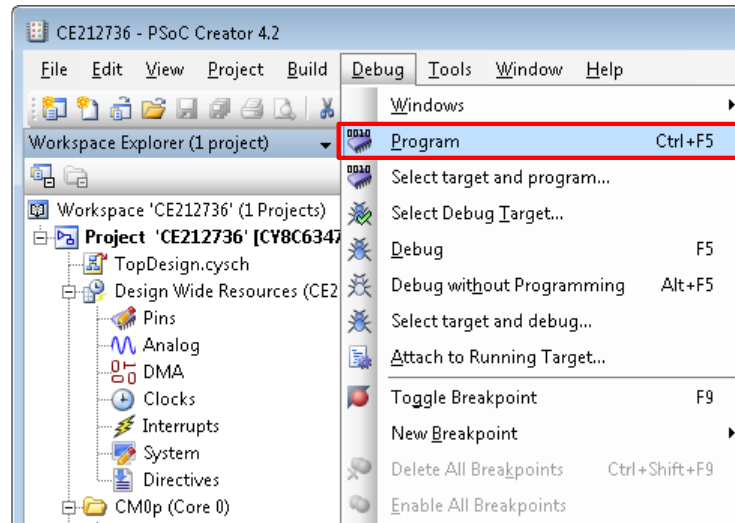 CE212736 - PSoC Creator 4.2
File Edit View Project Build Debug Tools Window Help
Workspace Explorer (1 project)
Workspace 'CE212736' (1 Projects)
Project 'CE212736' [CY8C6347
TopDesign.cysch
Design Wide Resources (CE2
Pins
Analog
DMA
Clocks
Interrupts
System
Directives
CM0p (Core 0)
Windows
0010
Program Ctrl+F5
0010
Select target and program...
Select Debug Target...
Debug F5
Debug without Programming Alt+F5
Select target and debug...
Attach to Running Target...
Toggle Breakpoint F9
New Breakpoint
Delete All Breakpoints Ctrl+Shift+F9
Enable All Breakpoints